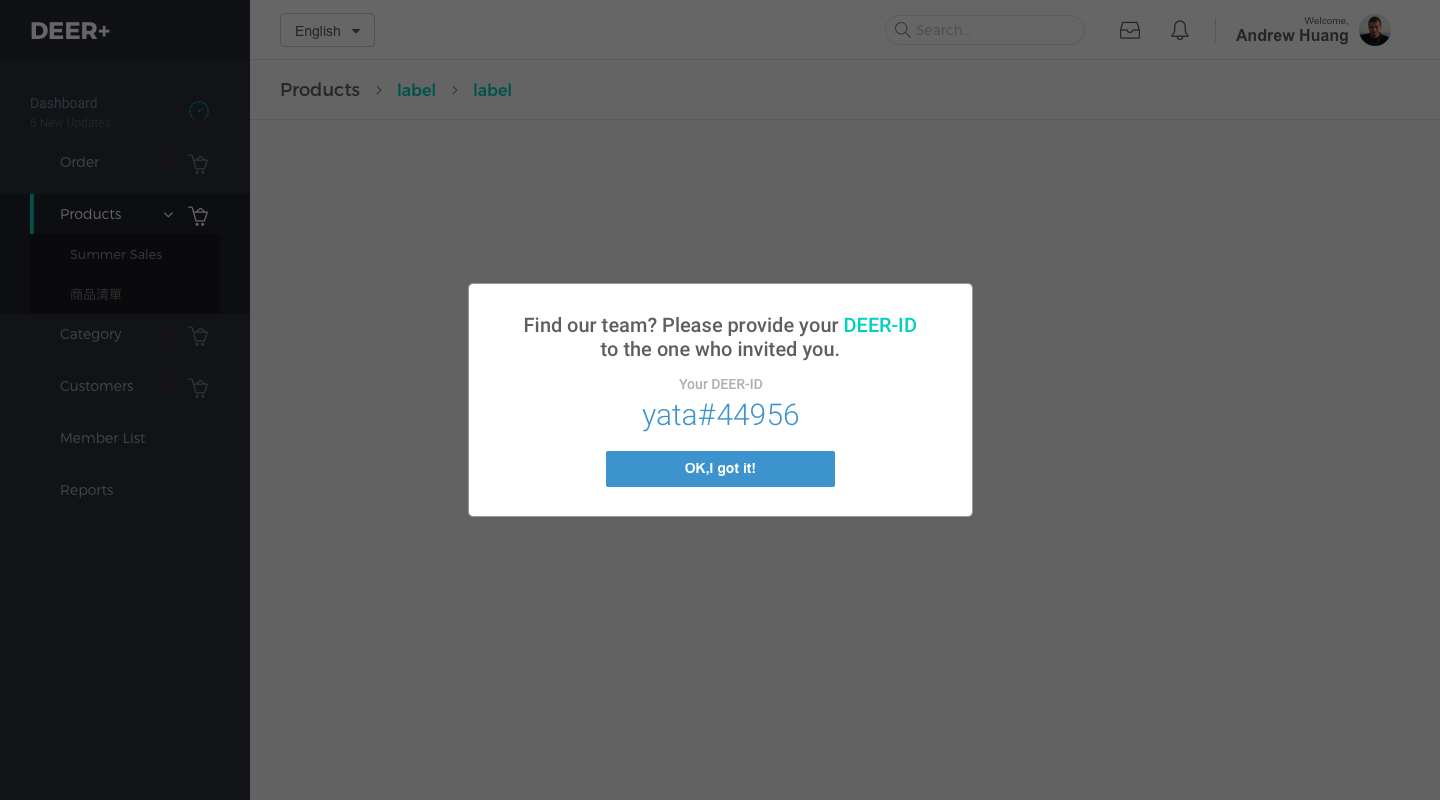 DEER+
English
Search...
Welcome,
Andrew Huang
Products
label
label
Dashboard
6 New Updates
Order
Products
Summer Sales
商品清單
Category
Customers
Member List
Reports
Find our team? Please provide your DEER-ID
to the one who invited you.
Your DEER-ID
yata#44956
OK,I got it!